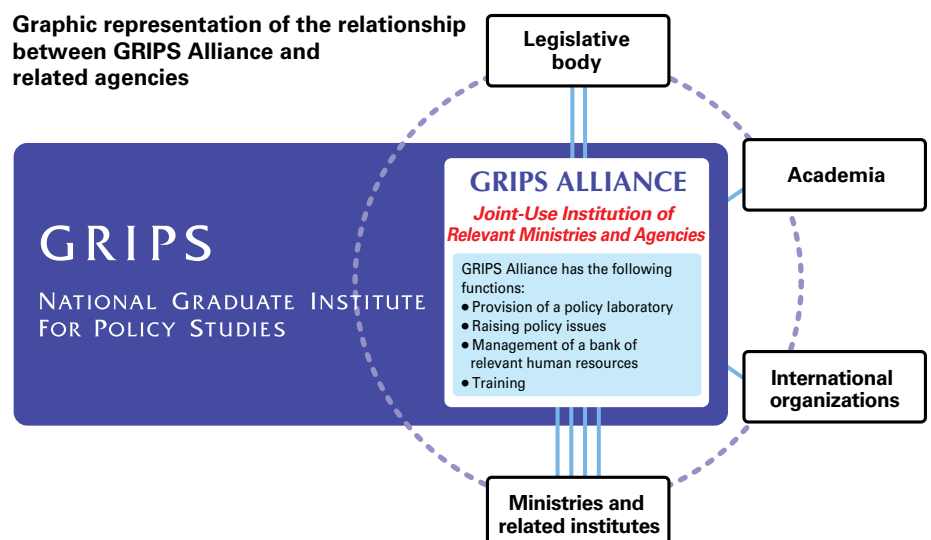 Graphic representation of the relationship
between GRIPS Alliance and
related agencies
Legislative
body
Academia
GRIPS
NATIONAL GRADUATE INSTITUTE
FOR POLICY STUDIES
GRIPS ALLIANCE
Joint-Use Institution of
Relevant Ministries and Agencies
GRIPS Alliance has the following
functions:
● Provision of a policy laboratory
● Raising policy issues
● Management of a bank of
relevant human resources
● Training
International
organizations
Ministries and
related institutes